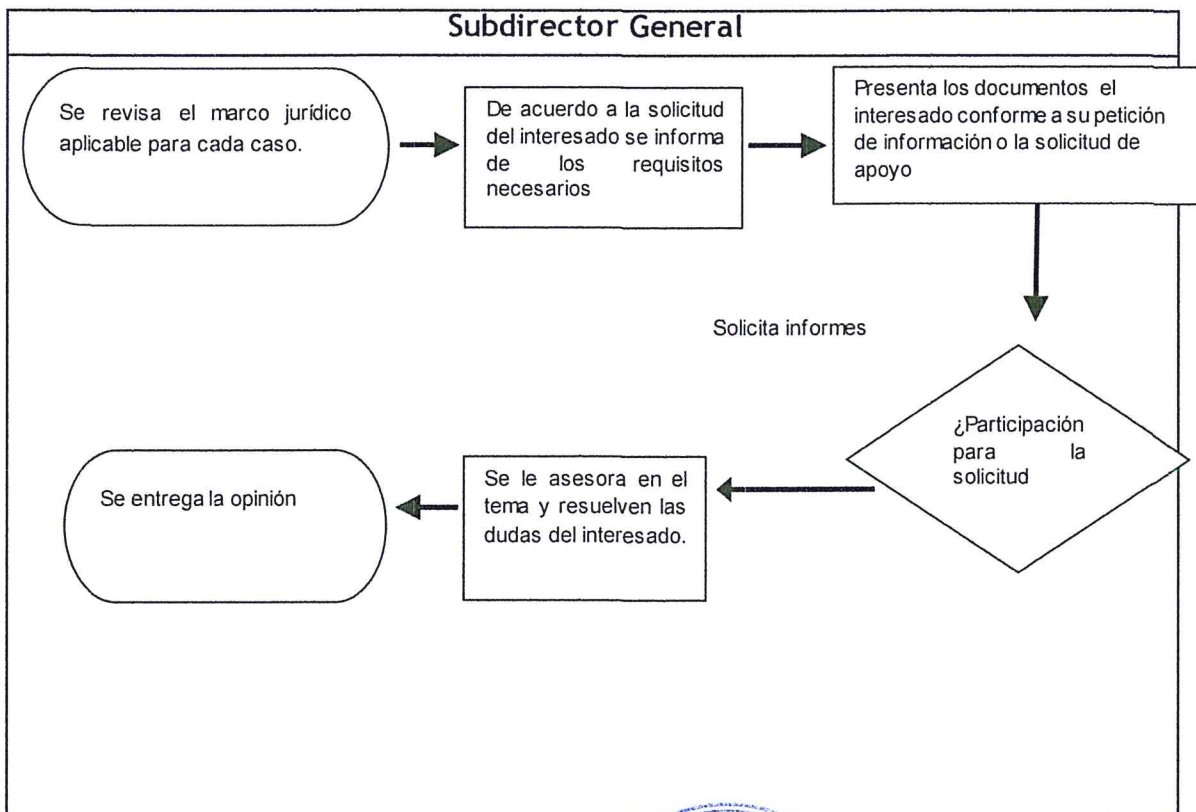 Subdirector General
Se revisa el marco jurídico
aplicable para cada caso.
De acuerdo a la solicitud
del interesado se informa
de los requisitos
necesarios
Presenta los documentos el
interesado conforme a su petición
de información o la solicitud de
apoyo
Solicita informes
¿Participación
para la
solicitud
Se le asesora en el
tema y resuelven las
dudas del interesado.
Se entrega la opinión